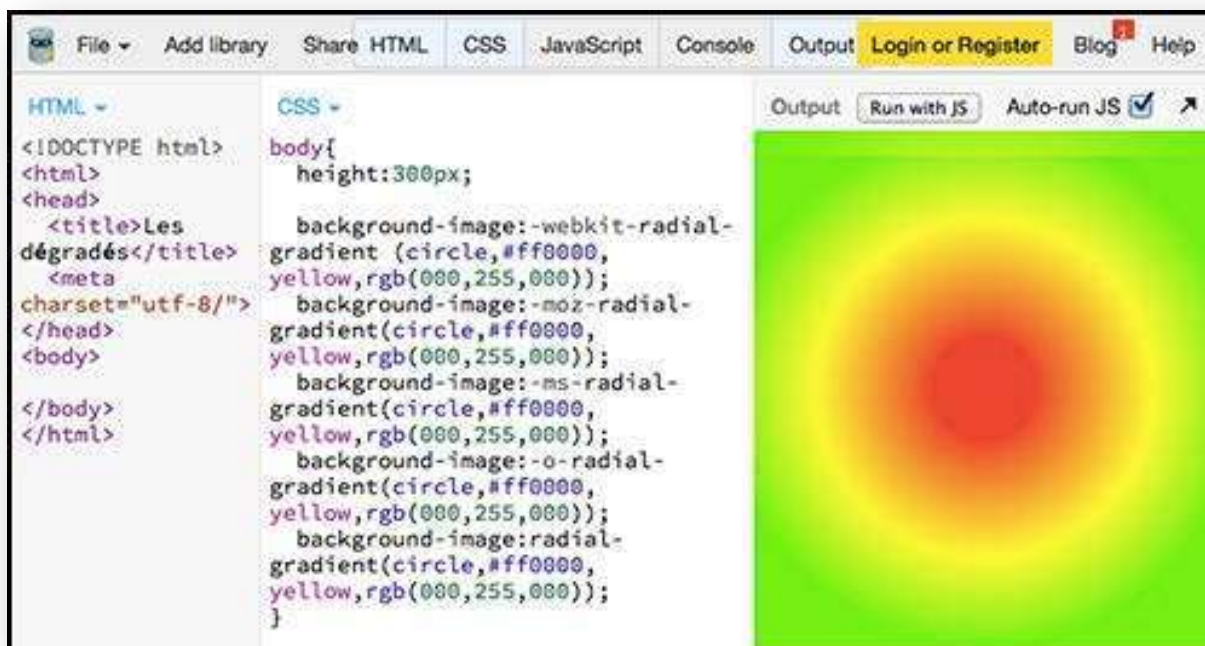 File Add library Share HTML CSS JavaScript Console Output Login or Register Blog Help
HTML
<!DOCTYPE html>
<html>
<head>
<title>Les
dégradés</title>
<meta
charset="utf-8/">
</head>
<body>
</body>
</html>
CSS
body{
height:300px;
background-image:-webkit-radial-
gradient (circle,#ff0000,
yellow,rgb(000,255,000));
background-image:-moz-radial-
gradient(circle,#ff0000,
yellow,rgb(000,255,000));
background-image:-ms-radial-
gradient(circle,#ff0000,
yellow,rgb(000,255,000));
background-image:-o-radial-
gradient(circle,#ff0000,
yellow,rgb(000,255,000));
background-image:radial-
gradient(circle,#ff0000,
yellow,rgb(000,255,000));
}
Output Run with JS Auto-run JS